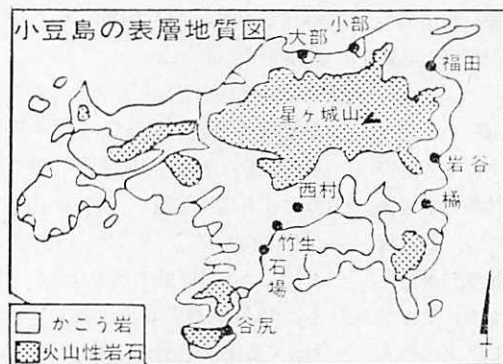 小豆島の表層地質図
小部
大部
福田
星ヶ城山
岩谷
西村
橘
竹生
石場
谷尻
かこう岩
火山性岩石